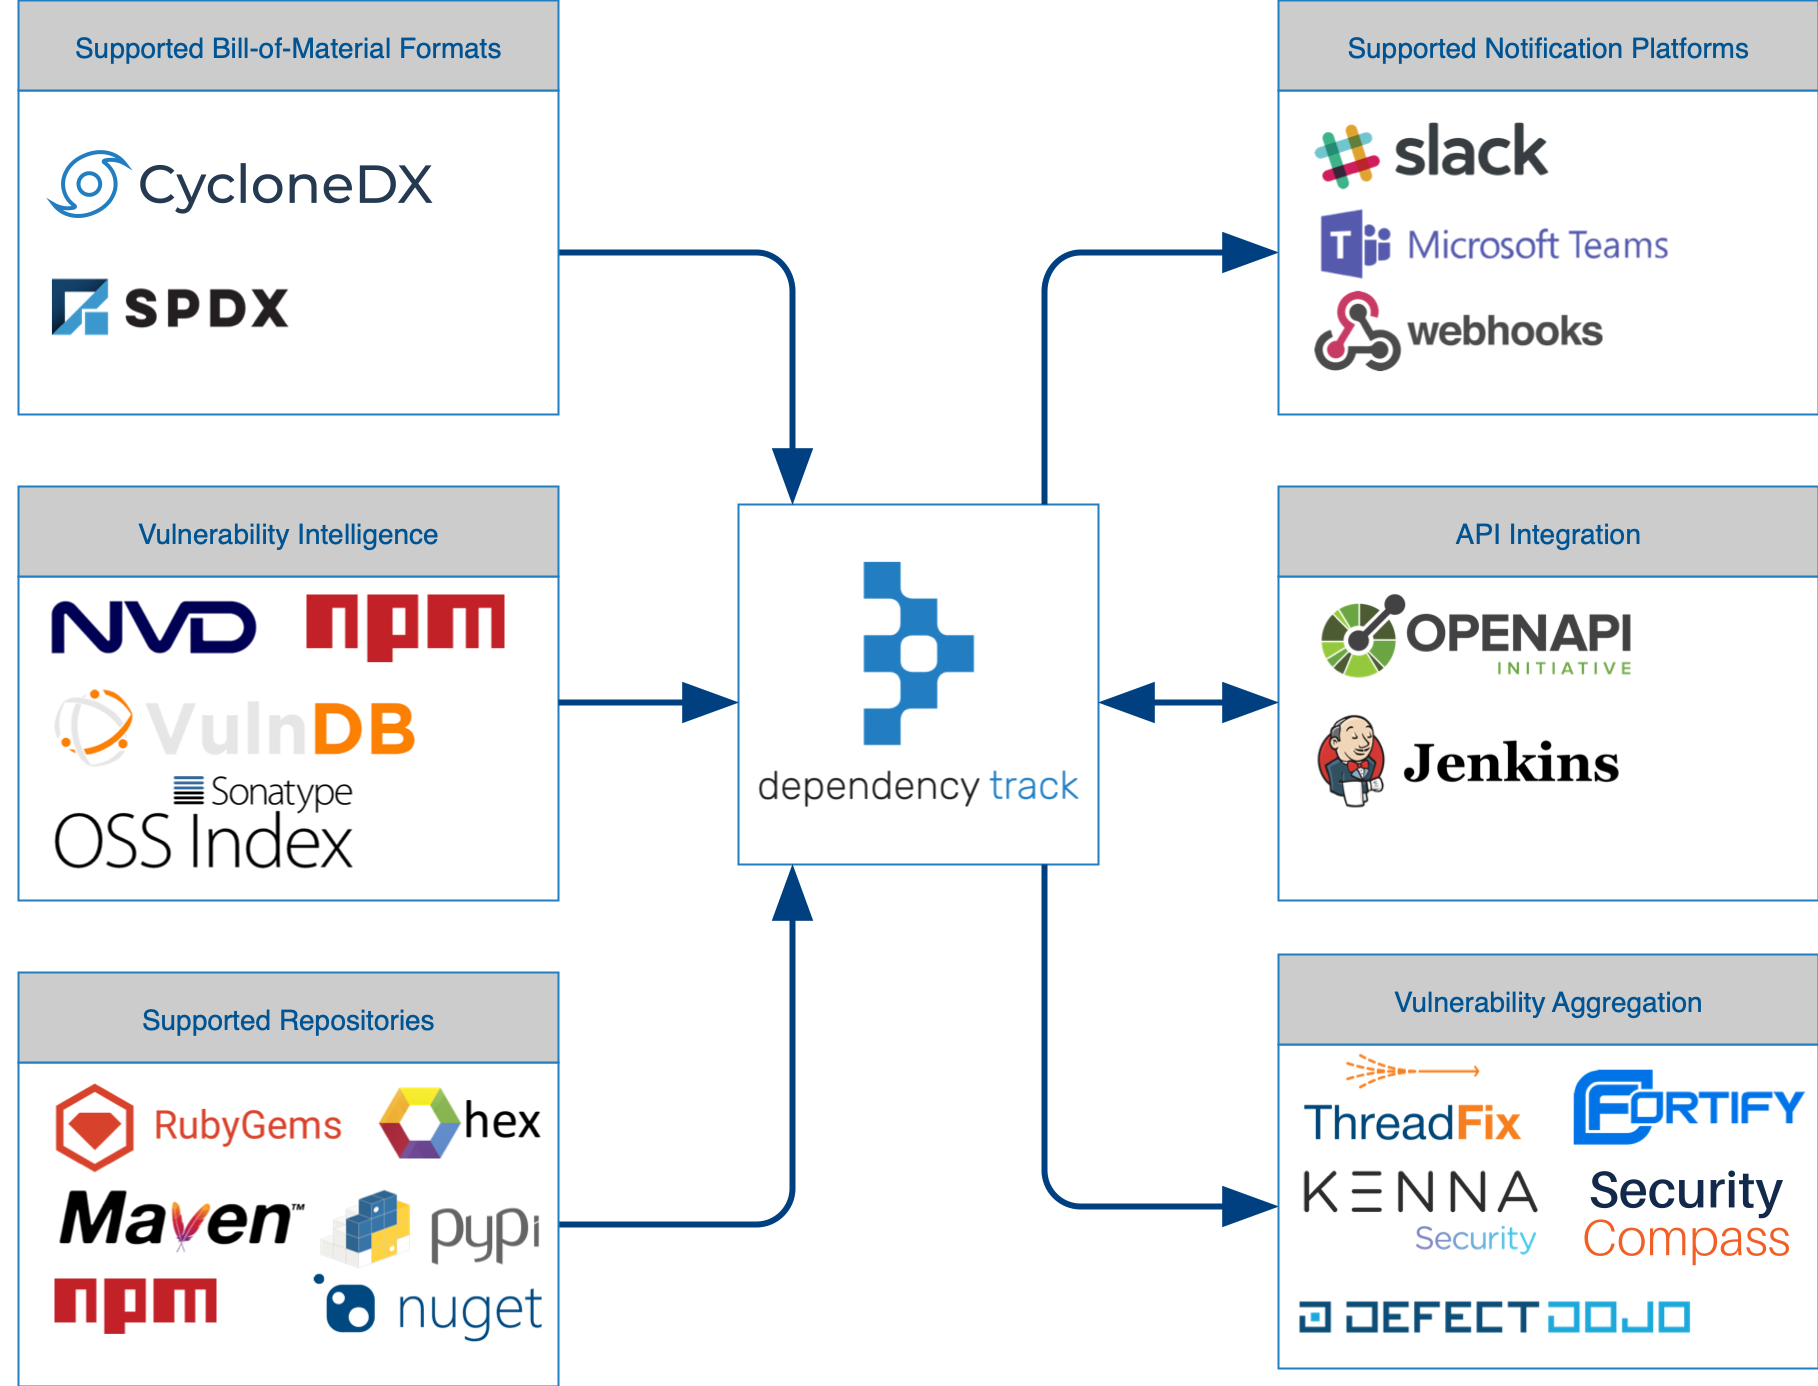 Supported Bill-of-Material Formats
CycloneDX
SPDX
Vulnerability Intelligence
NVD
npm
VulnDB
Sonatype
OSS Index
Supported Repositories
RubyGems
hex
Maven™
pypi
npm
nuget
dependency track
Supported Notification Platforms
slack
T
Microsoft Teams
webhooks
API Integration
OPENAPI
INITIATIVE
Jenkins
Vulnerability Aggregation
ThreadFix
FORTIFY
KENNA
Security
Security
Compass
DEFECTDOJO